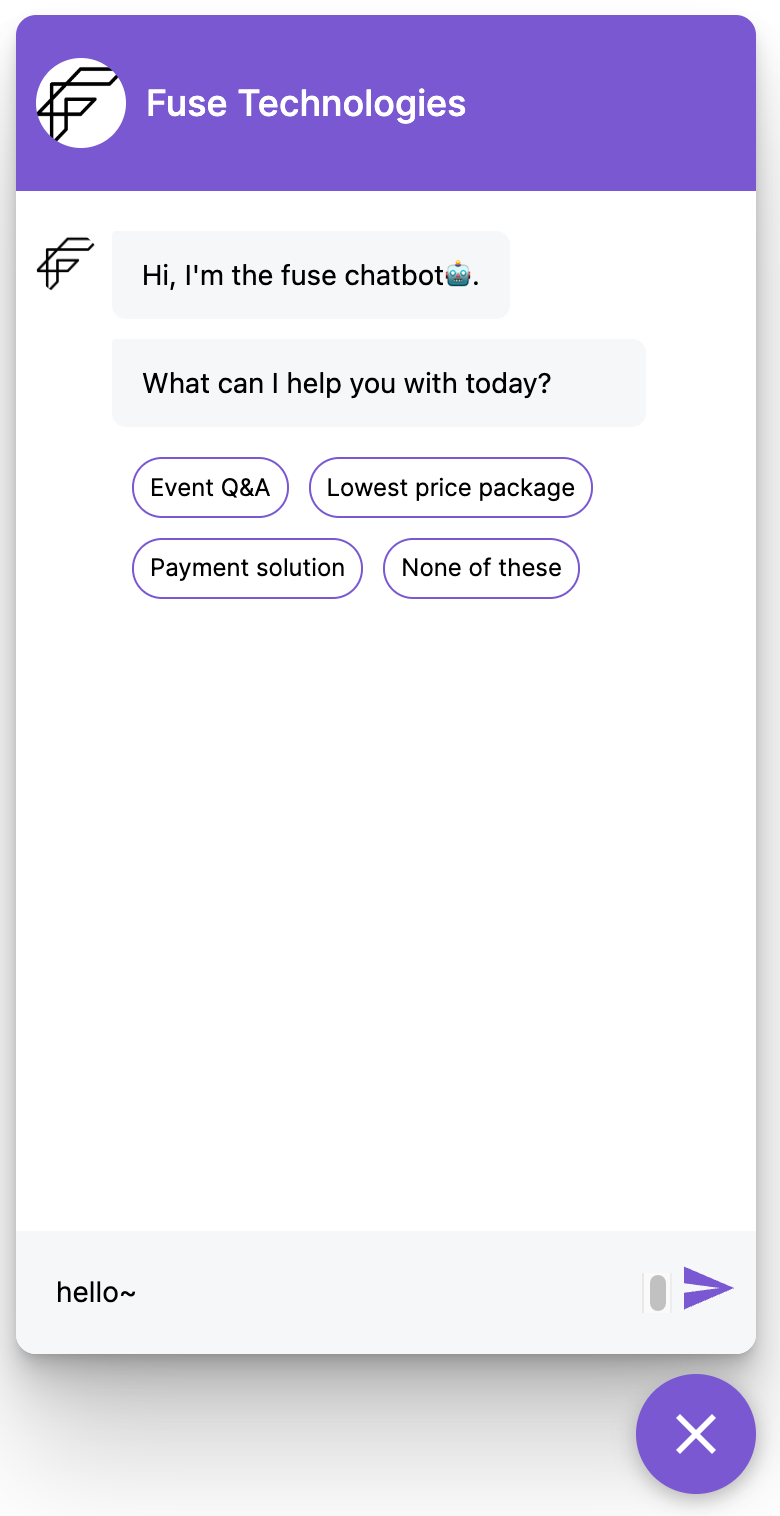 Fuse Technologies
Hi, I'm the fuse chatbot🤖.
What can I help you with today?
Event Q&A
Lowest price package
Payment solution
None of these
hello~